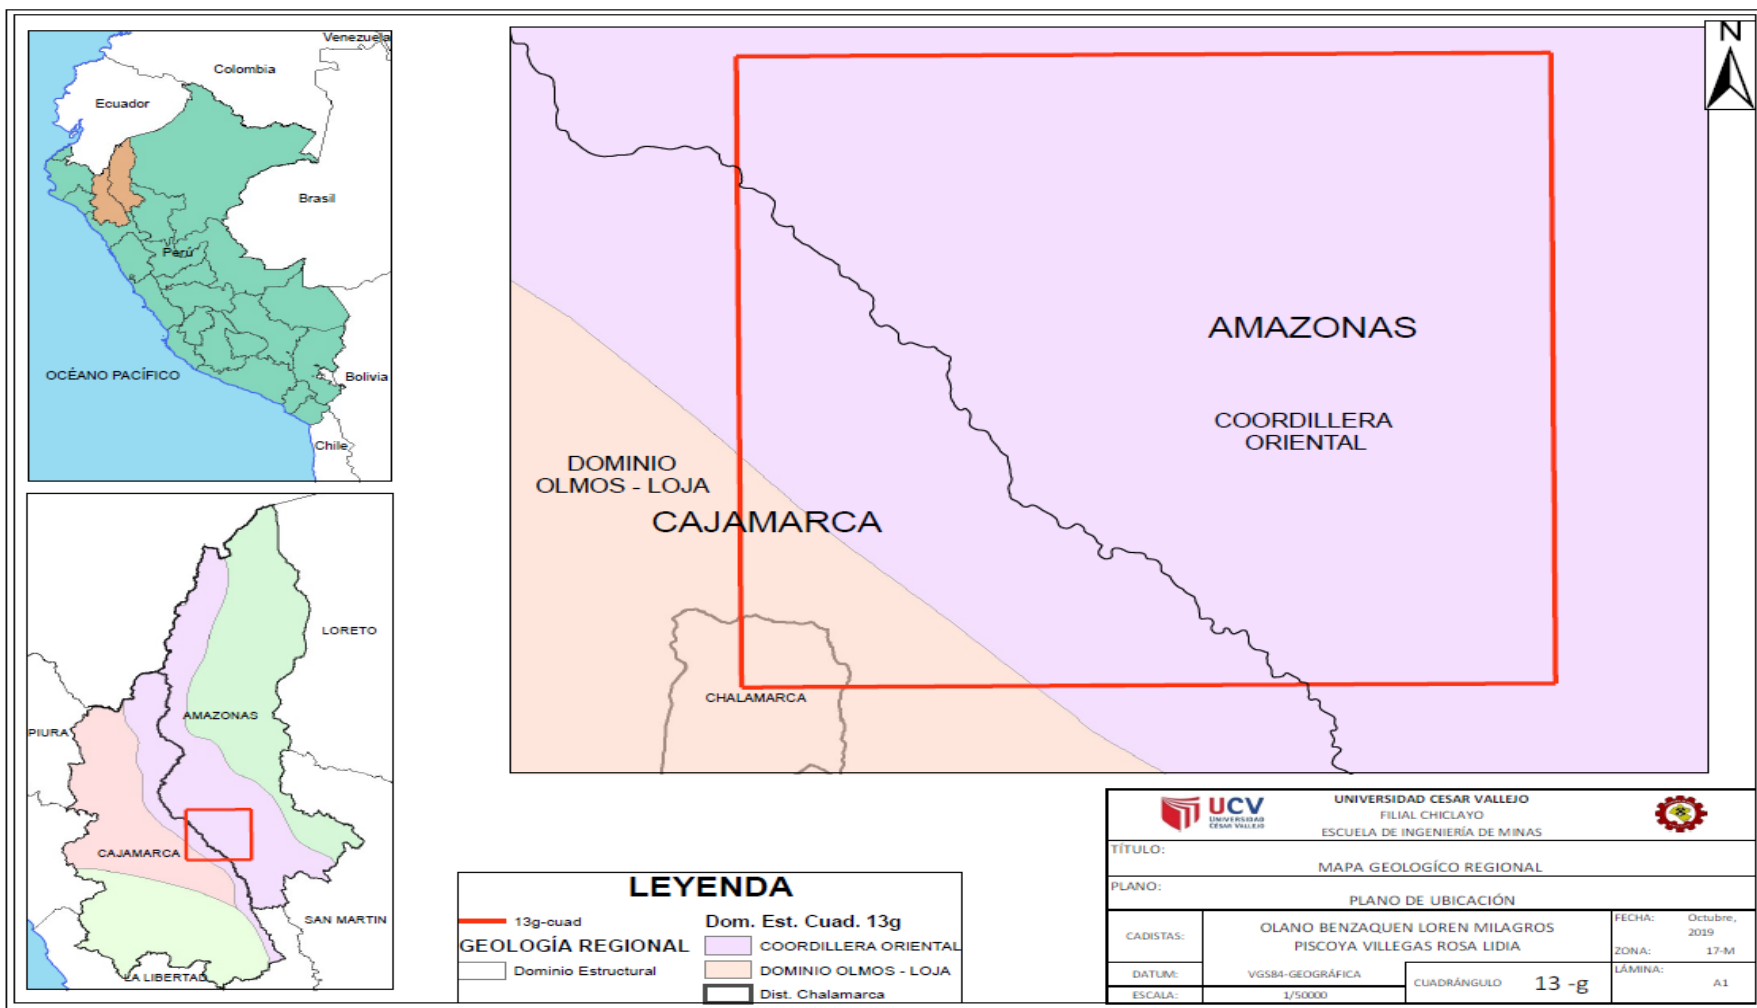 Venezuela
Colombia
Ecuador
Brasil
Perú
OCÉANO PACÍFICO
Bolivia
Chile
N
AMAZONAS
COORDILLERA
ORIENTAL
DOMINIO
OLMOS - LOJA
CAJAMARCA
CHALAMARCA
LORETO
AMAZONAS
PIURA
CAJAMARCA
SAN MARTIN
LA LIBERTAD
LEYENDA
13g-cuad
GEOLOGÍA REGIONAL
Dominio Estructural
Dom. Est. Cuad. 13g
COORDILLERA ORIENTAL
DOMINIO OLMOS - LOJA
Dist. Chalamarca
UCV
UNIVERSIDAD
CÉSAR VALLEJO
UNIVERSIDAD CESAR VALLEJO
FILIAL CHICLAYO
ESCUELA DE INGENIERÍA DE MINAS
TÍTULO:
MAPA GEOLOGÍCO REGIONAL
PLANO:
PLANO DE UBICACIÓN
CADISTAS:
OLANO BENZAQUEN LOREN MILAGROS
PISCOYA VILLEGAS ROSA LIDIA
FECHA:
Octubre,
2019
ZONA:
17-M
DATUM:
VGS84-GEOGRÁFICA
ESCALA:
1/50000
CUADRÁNGULO
13 -g
LÁMINA:
A1